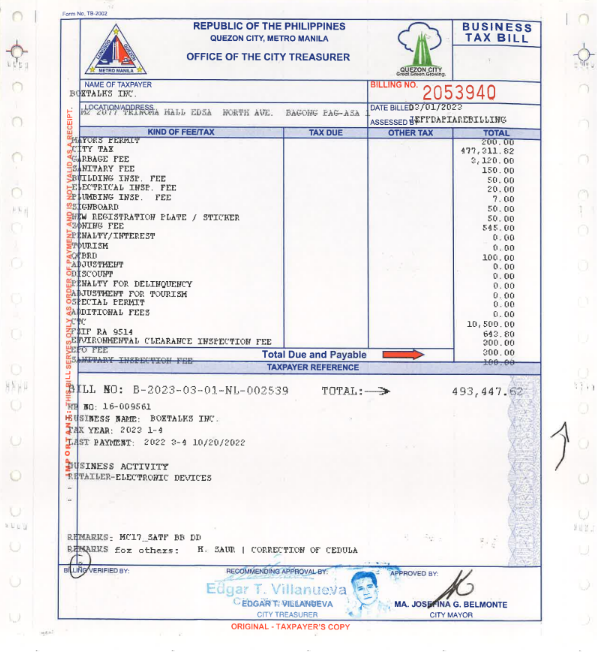 Form No. TB-2002
REPUBLIC OF THE PHILIPPINES
QUEZON CITY, METRO MANILA
OFFICE OF THE CITY TREASURER
METRO MANILA
QUEZON CITY
Great. Green. Growing.
BUSINESS
TAX BILL
NAME OF TAXPAYER
BOXTALKS INC.
BILLING NO. 2053940
LOCATION/ADDRESS
2077 TRINOMA MALL EDSA NORTH AVE. BAGONG PAG-ASA
DATE BILLED 03/01/2023
ASSESSED BY JEFFDAPIAREBILLING
KIND OF FEE/TAX TAX DUE OTHER TAX TOTAL
MAYORS PERMIT 200.00
CITY TAX 477,211.82
GARBAGE FEE 3,120.00
SANITARY FEE 150.00
BUILDING INSP. FEE 50.00
ELECTRICAL INSP. FEE 20.00
PLUMBING INSP. FEE 7.00
SIGNBOARD 50.00
NEW REGISTRATION PLATE / STICKER 50.00
ZONING FEE 545.00
PENALTY/INTEREST 0.00
TOURISM 0.00
QCBRD 100.00
ADJUSTMENT 0.00
DISCOUNT 0.00
PENALTY FOR DELINQUENCY 0.00
ADJUSTMENT FOR TOURISM 0.00
SPECIAL PERMIT 0.00
ADDITIONAL FEES 0.00
CTC 10,500.00
FSIF RA 9514 643.80
ENVIRONMENTAL CLEARANCE INSPECTION FEE 200.00
EPO FEE 200.00
SANITARY INSPECTION FEE 100.00
Total Due and Payable
TAXPAYER REFERENCE
BILL NO: B-2023-03-01-NL-002539 TOTAL: 493,447.62
MP NO: 16-009561
BUSINESS NAME: BOXTALKS INC.
TAX YEAR: 2023 1-4
LAST PAYMENT: 2022 3-4 10/20/2022
BUSINESS ACTIVITY
RETAILER-ELECTRONIC DEVICES
-
-
REMARKS: MC17_SATF BB DD
REMARKS for others: M. SAUR | CORRECTION OF CEDULA
IMPORTANT: THIS BILL SERVES ONLY AS ORDER OF PAYMENT AND IS NOT VALID AS A RECEIPT.
BILLING VERIFIED BY:
RECOMMENDING APPROVAL BY:
Edgar T. Villanueva
EDGAR T. VILLANUEVA
CITY TREASURER
APPROVED BY:
MA. JOSEFINA G. BELMONTE
CITY MAYOR
ORIGINAL - TAXPAYER'S COPY